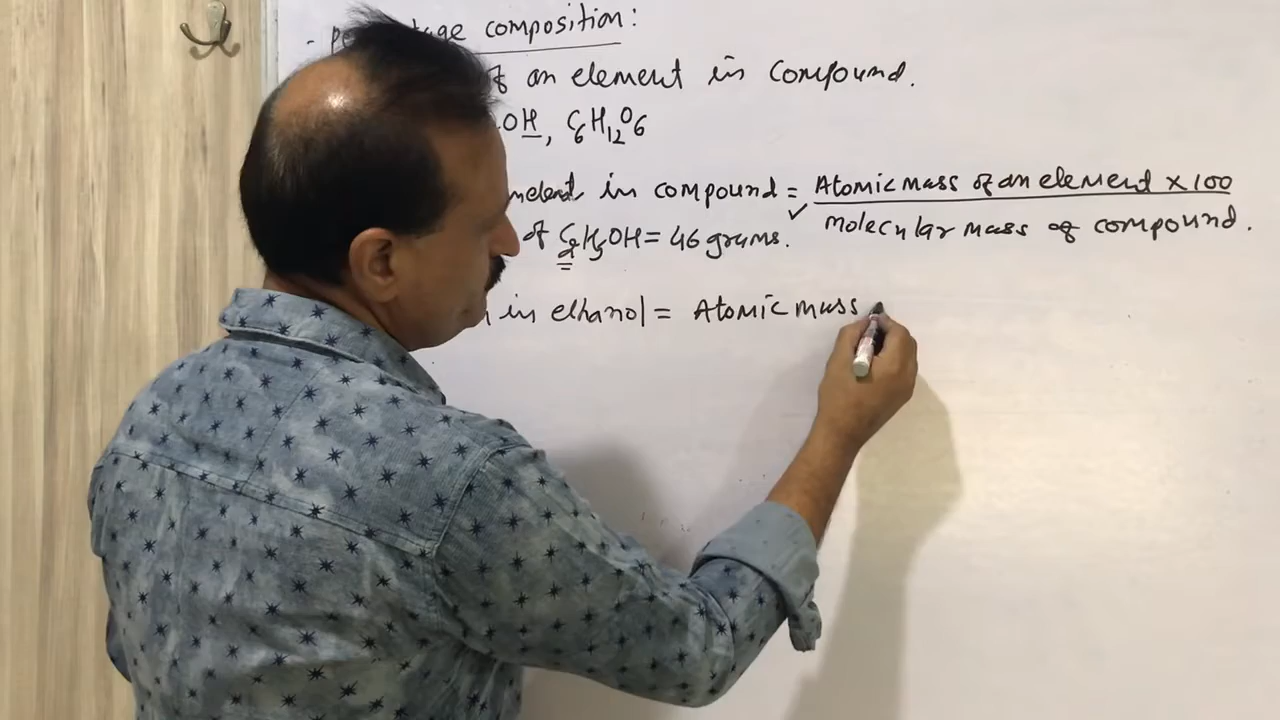 - percentage composition:
of an element in compound.
OH, C6H12O6
in compound = Atomic mass of an element x 100
molecular mass of compound.
of C2H5OH = 46 grams.
in ethanol = Atomic mass